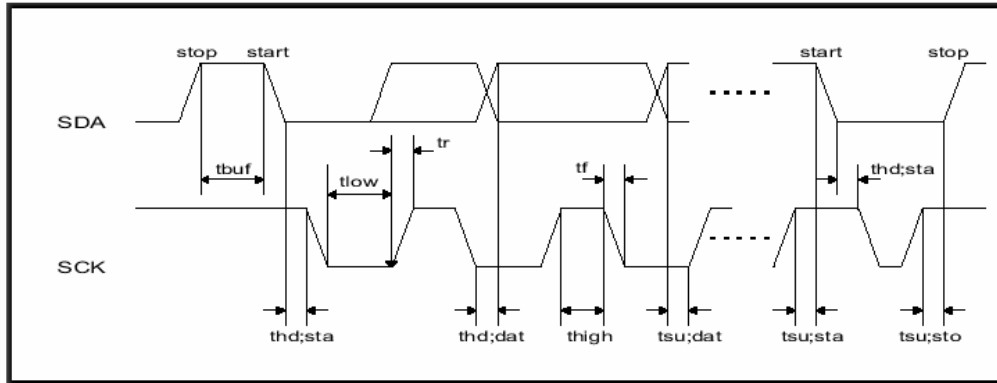 stop start start stop
SDA
tr
tbuf tlow tf thd;sta
SCK
thd;sta thd;dat thigh tsu;dat tsu;sta tsu;sto